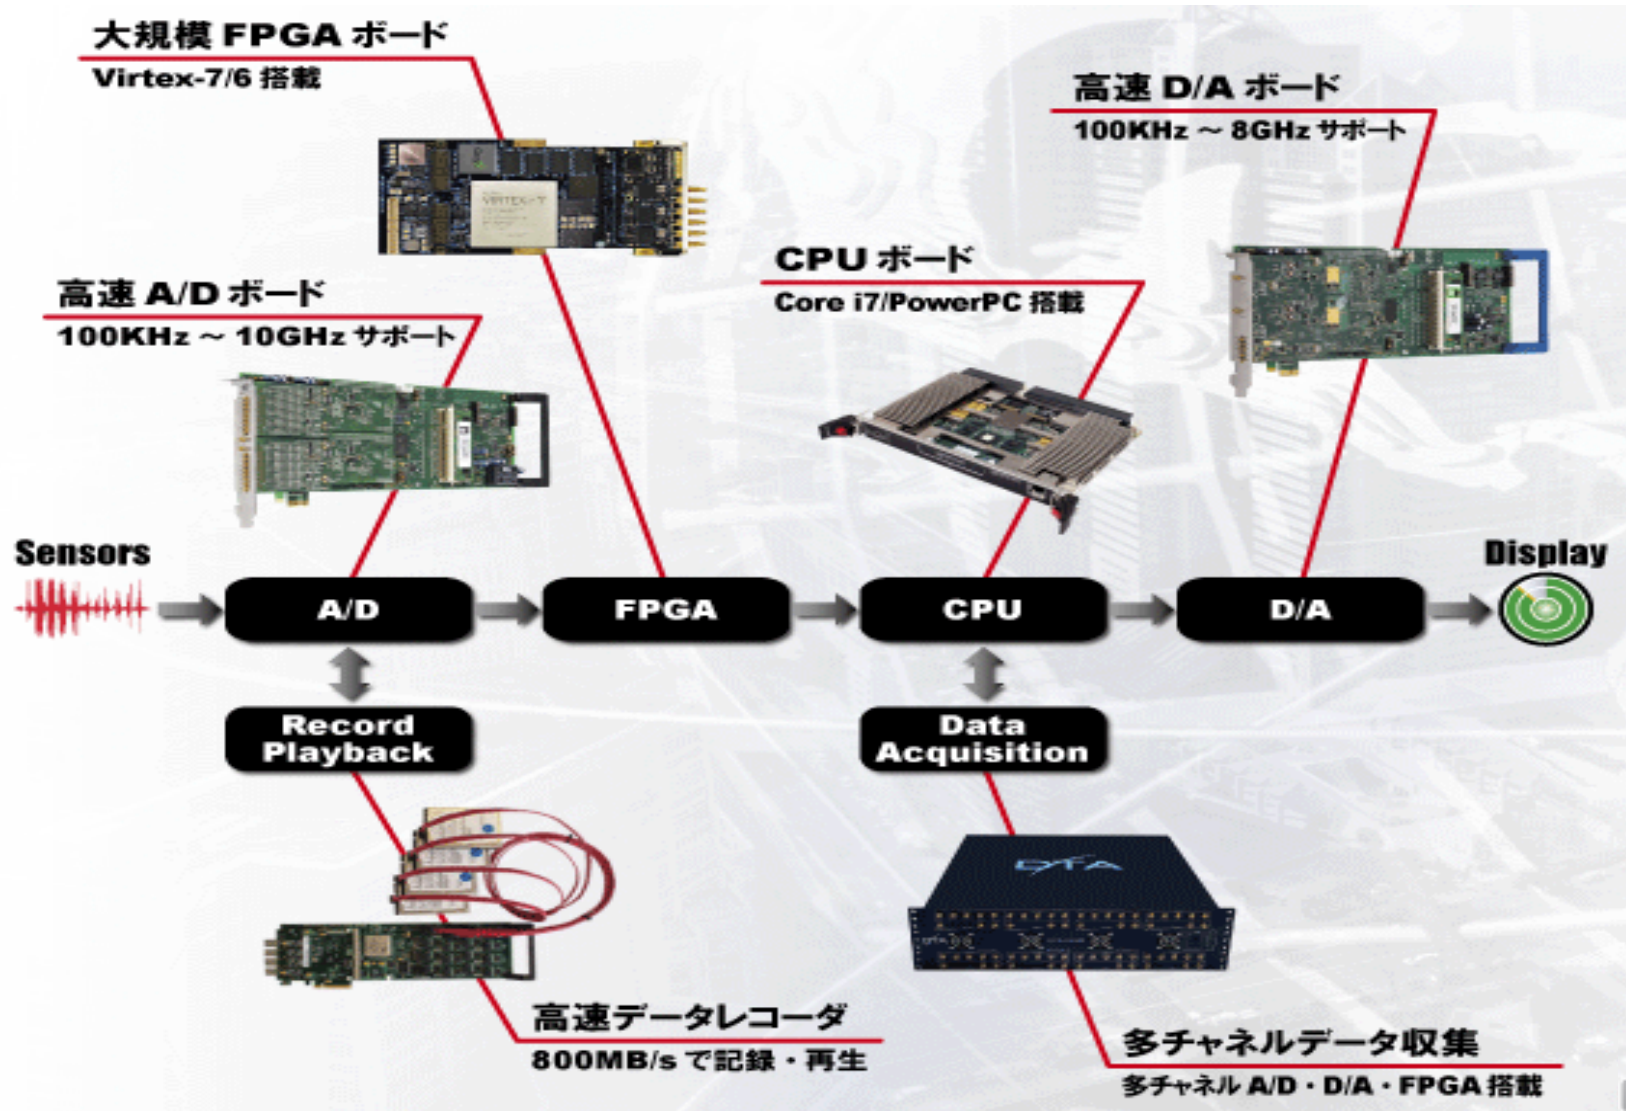 大規模 FPGA ボード
Virtex-7/6 搭載
高速 D/A ボード
100KHz ～ 8GHz サポート
VIRTEX-7
CPU ボード
Core i7/PowerPC 搭載
高速 A/D ボード
100KHz ～ 10GHz サポート
Sensors
Display
A/D
FPGA
CPU
D/A
Record
Playback
Data
Acquisition
DTA
DTA
高速データレコーダ
800MB/s で記録・再生
多チャネルデータ収集
多チャネル A/D・D/A・FPGA 搭載